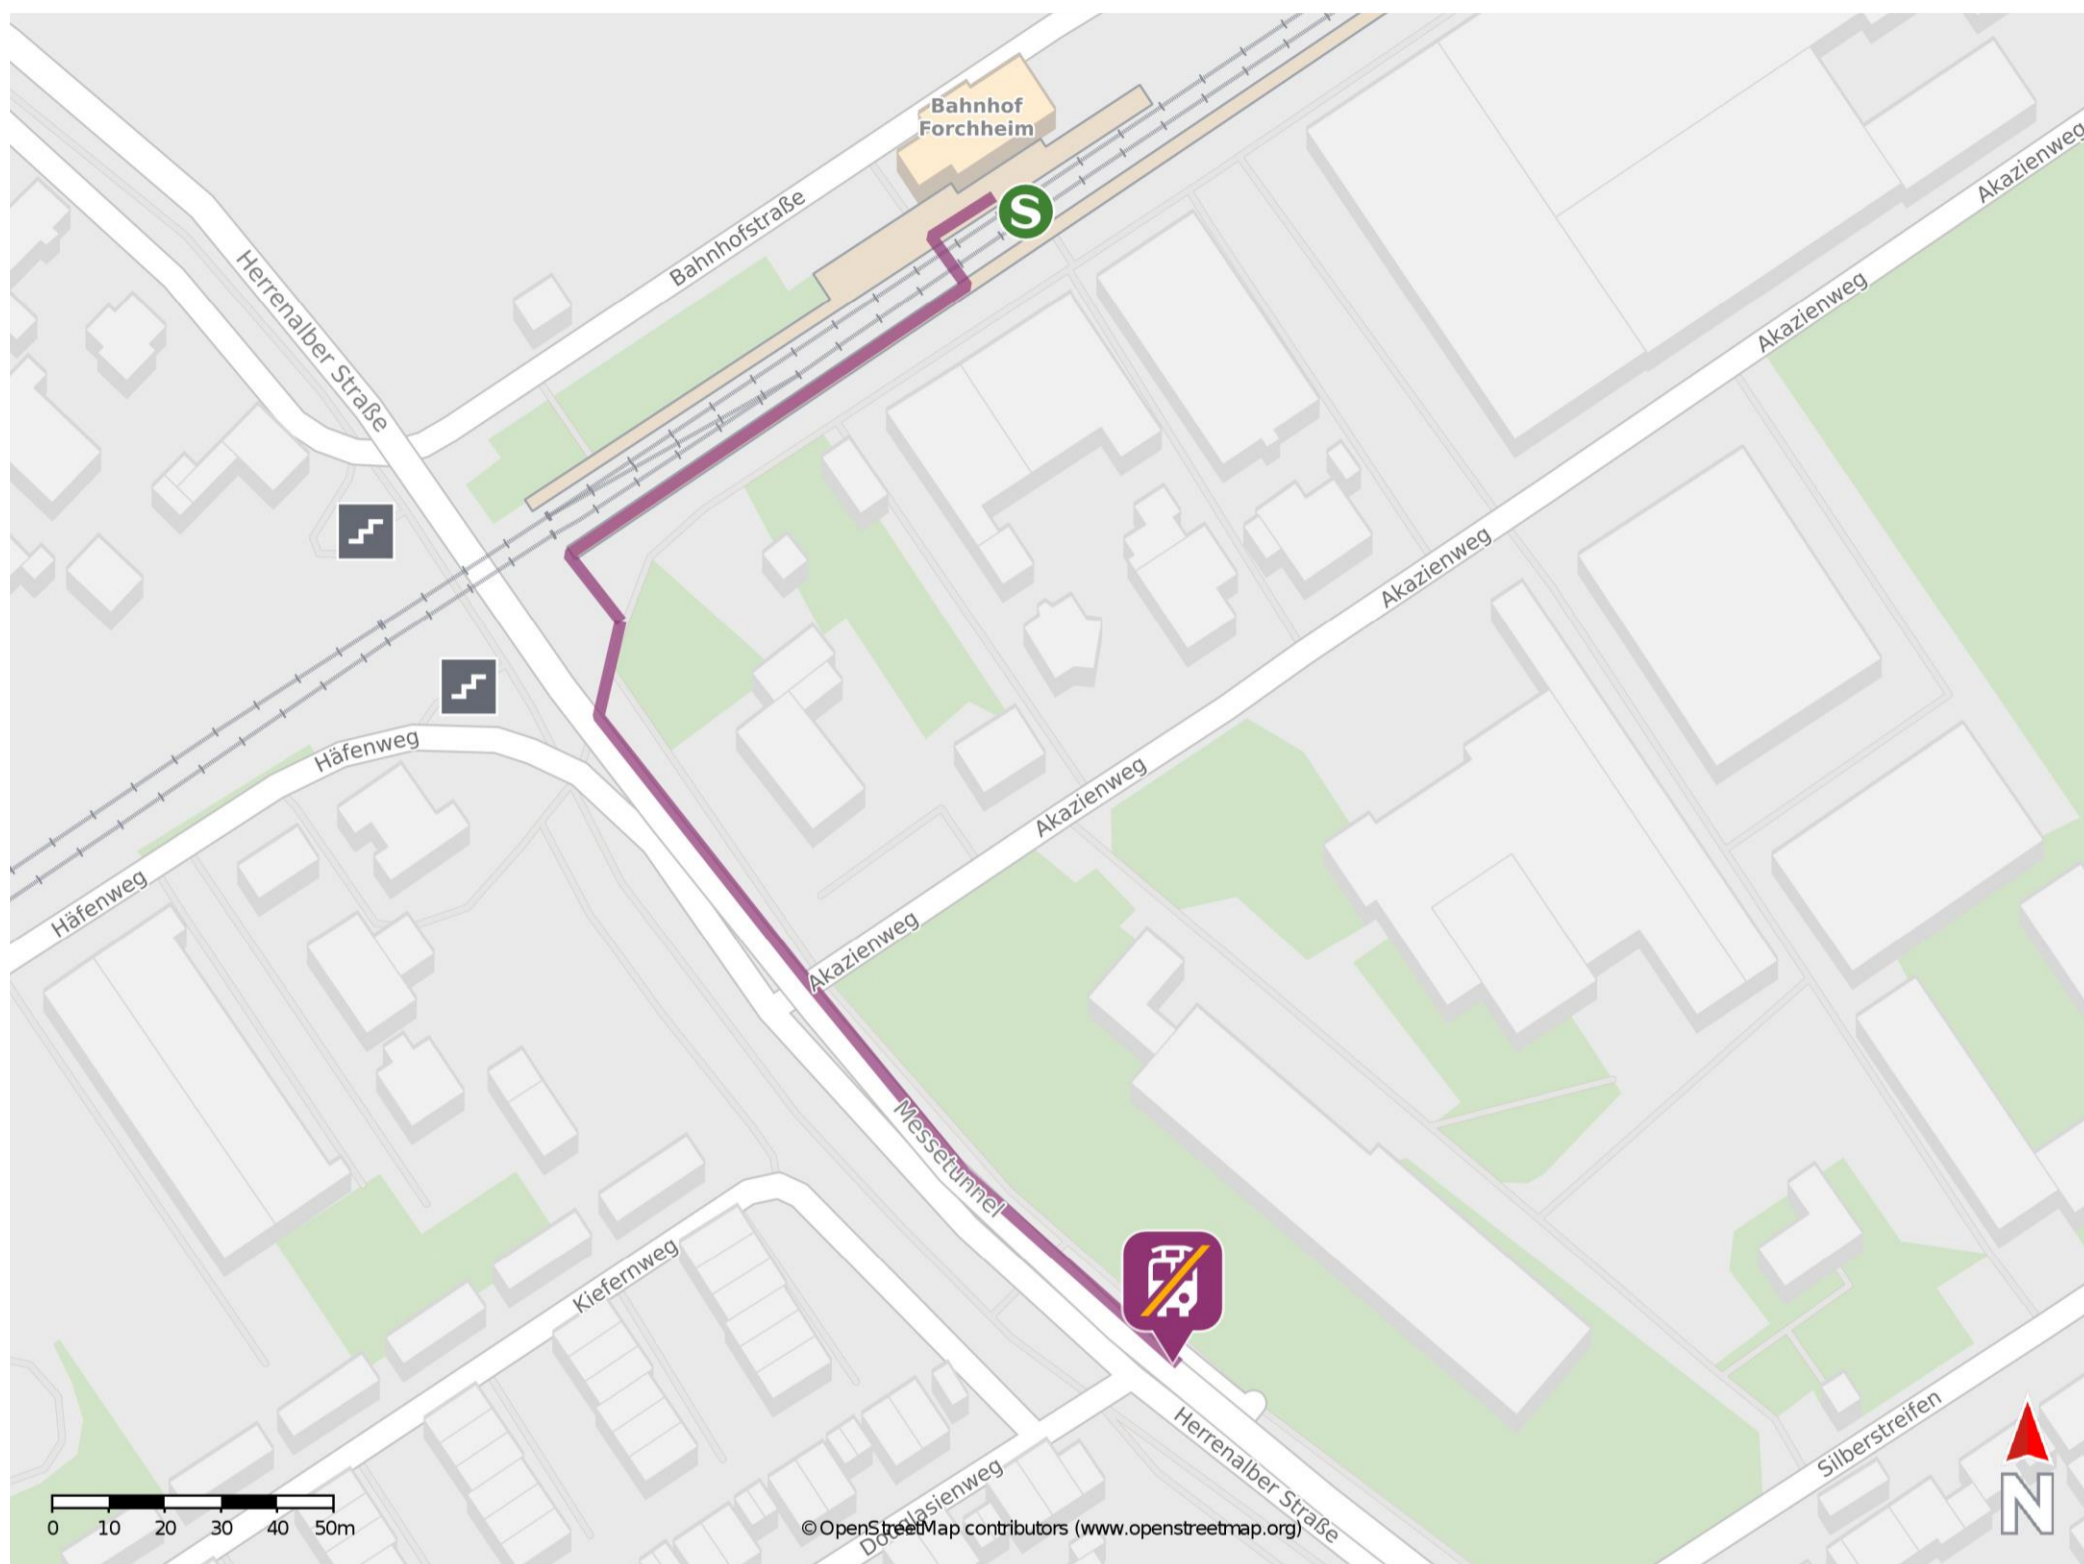 Bahnhof
Forchheim
S
Akazienweg
Bahnhofstraße
Herrenalber Straße
Akazienweg
Akazienweg
Häfenweg
Akazienweg
Häfenweg
Akazienweg
Messetunnel
Kiefernweg
Herrenalber Straße
Silberstreifen
Douglasienweg
0 10 20 30 40 50m
© OpenStreetMap contributors (www.openstreetmap.org)
N